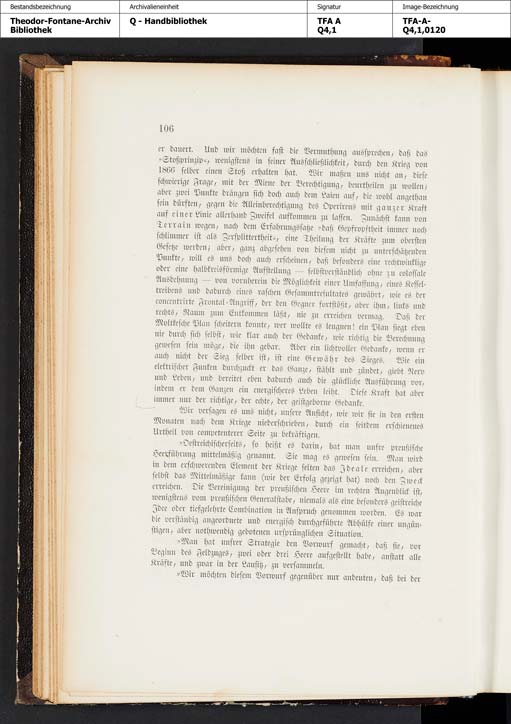 Bestandsbezeichnung
Archivalieneinheit
Signatur
Image-Bezeichnung
Theodor-Fontane-Archiv
Bibliothek
Q - Handbibliothek
TFA A
Q4,1
TFA-A-
Q4,1,0120
106
er dauert. Und wir möchten fast die Vermuthung aussprechen, daß das
»Stoßprinzip«, wenigstens in seiner Ausschließlichkeit, durch den Krieg von
1866 selber einen Stoß erhalten hat. Wir maßen uns nicht an, diese
schwierige Frage, mit der Miene der Berechtigung, beurtheilen zu wollen;
aber zwei Punkte drängen sich doch auch dem Laien auf, die wohl angethan
sein dürften, gegen die Alleinberechtigung des Operirens mit ganzer Kraft
auf einer Linie allerhand Zweifel aufkommen zu lassen. Zunächst kann von
Terrain wegen, nach dem Erfahrungssatze »daß Gepfropftheit immer noch
schlimmer ist als Zersplittertheit«, eine Theilung der Kräfte zum obersten
Gesetze werden; aber, ganz abgesehen von diesem nicht zu unterschätzenden
Punkte, will es uns doch auch erscheinen, daß besonders eine rechtwinklige
oder eine halbkreisförmige Aufstellung — selbstverständlich ohne zu colossale
Ausdehnung — von vornherein die Möglichkeit einer Umfassung, eines Kessel-
treibens und dadurch eines raschen Gesammtresultates gewährt, wie es der
concentrirte Frontal-Angriff, der den Gegner fortstößt, aber ihm, links und
rechts, Raum zum Entkommen läßt, nie zu erreichen vermag. Daß der
Moltkesche Plan scheitern konnte, wer wollte es leugnen! ein Plan siegt eben
nie durch sich selbst, wie klar auch der Gedanke, wie richtig die Berechnung
gewesen sein möge, die ihn gebar. Aber ein lichtvoller Gedanke, wenn er
auch nicht der Sieg selber ist, ist eine Gewähr des Sieges. Wie ein
elektrischer Funken durchzuckt er das Ganze, stählt und zündet, giebt Nerv
und Leben, und bereitet eben dadurch auch die glückliche Ausführung vor,
indem er dem Ganzen ein energischeres Leben leiht. Diese Kraft hat aber
immer nur der richtige, der echte, der geistgeborne Gedanke.
Wir versagen es uns nicht, unsere Ansicht, wie wir sie in den ersten
Monaten nach dem Kriege niederschrieben, durch ein seitdem erschienenes
Urtheil von competenterer Seite zu bekräftigen.
»Oestreichischerseits, so heißt es darin, hat man unsre preußische
Heerführung mittelmäßig genannt. Sie mag es gewesen sein. Man wird
in dem erschwerenden Element der Kriege selten das Ideale erreichen, aber
selbst das Mittelmäßige kann (wie der Erfolg gezeigt hat) noch den Zweck
erreichen. Die Vereinigung der preußischen Heere im rechten Augenblick ist,
wenigstens vom preußischen Generalstabe, niemals als eine besonders geistreiche
Idee oder tiefgelehrte Combination in Anspruch genommen worden. Es war
die verständig angeordnete und energisch durchgeführte Abhülfe einer ungün-
stigen, aber nothwendig gebotenen ursprünglichen Situation.
»Man hat unsrer Strategie den Vorwurf gemacht, daß sie, vor
Beginn des Feldzuges, zwei oder drei Heere aufgestellt habe, anstatt alle
Kräfte, und zwar in der Lausitz, zu versammeln.
»Wir möchten diesem Vorwurf gegenüber nur andeuten, daß bei der